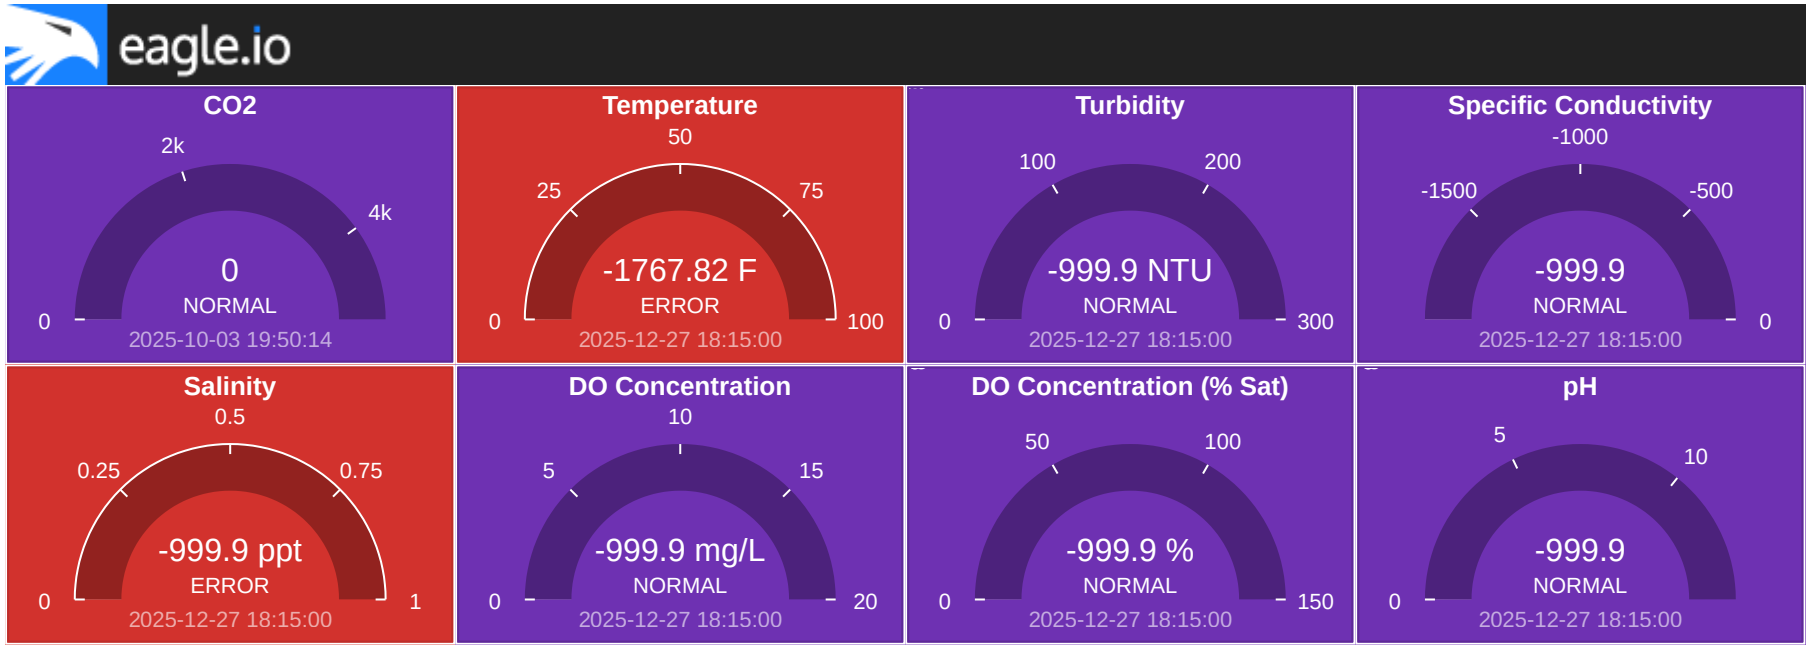 eagle.io
CO2
2k
4k
0
NORMAL
0
2025-10-03 19:50:14
Temperature
50
25
75
-1767.82 F
ERROR
0
100
2025-12-27 18:15:00
Turbidity
100
200
-999.9 NTU
NORMAL
0
300
2025-12-27 18:15:00
Specific Conductivity
-1000
-1500
-500
-999.9
NORMAL
0
2025-12-27 18:15:00
Salinity
0.5
0.25
0.75
-999.9 ppt
ERROR
0
1
2025-12-27 18:15:00
DO Concentration
10
5
15
-999.9 mg/L
NORMAL
0
20
2025-12-27 18:15:00
DO Concentration (% Sat)
50
100
-999.9 %
NORMAL
0
150
2025-12-27 18:15:00
pH
5
10
-999.9
NORMAL
0
2025-12-27 18:15:00